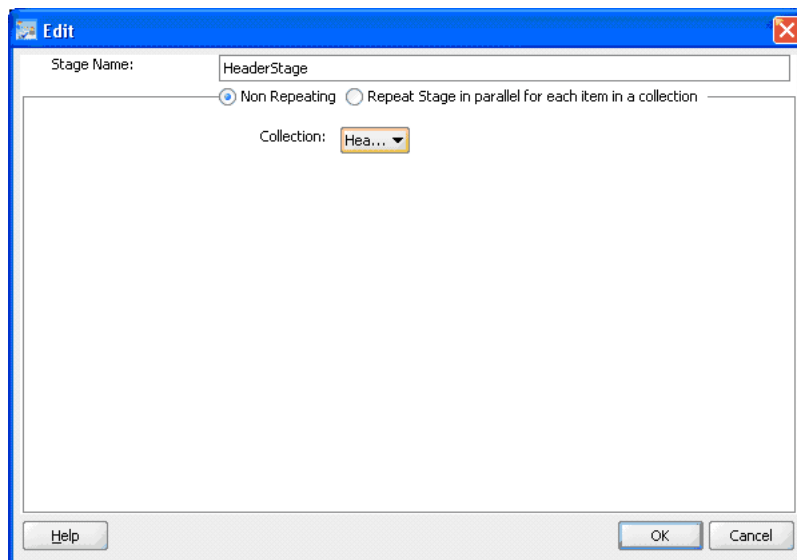 Edit
Stage Name: HeaderStage
Non Repeating Repeat Stage in parallel for each item in a collection
Collection: Hea...
Help OK Cancel